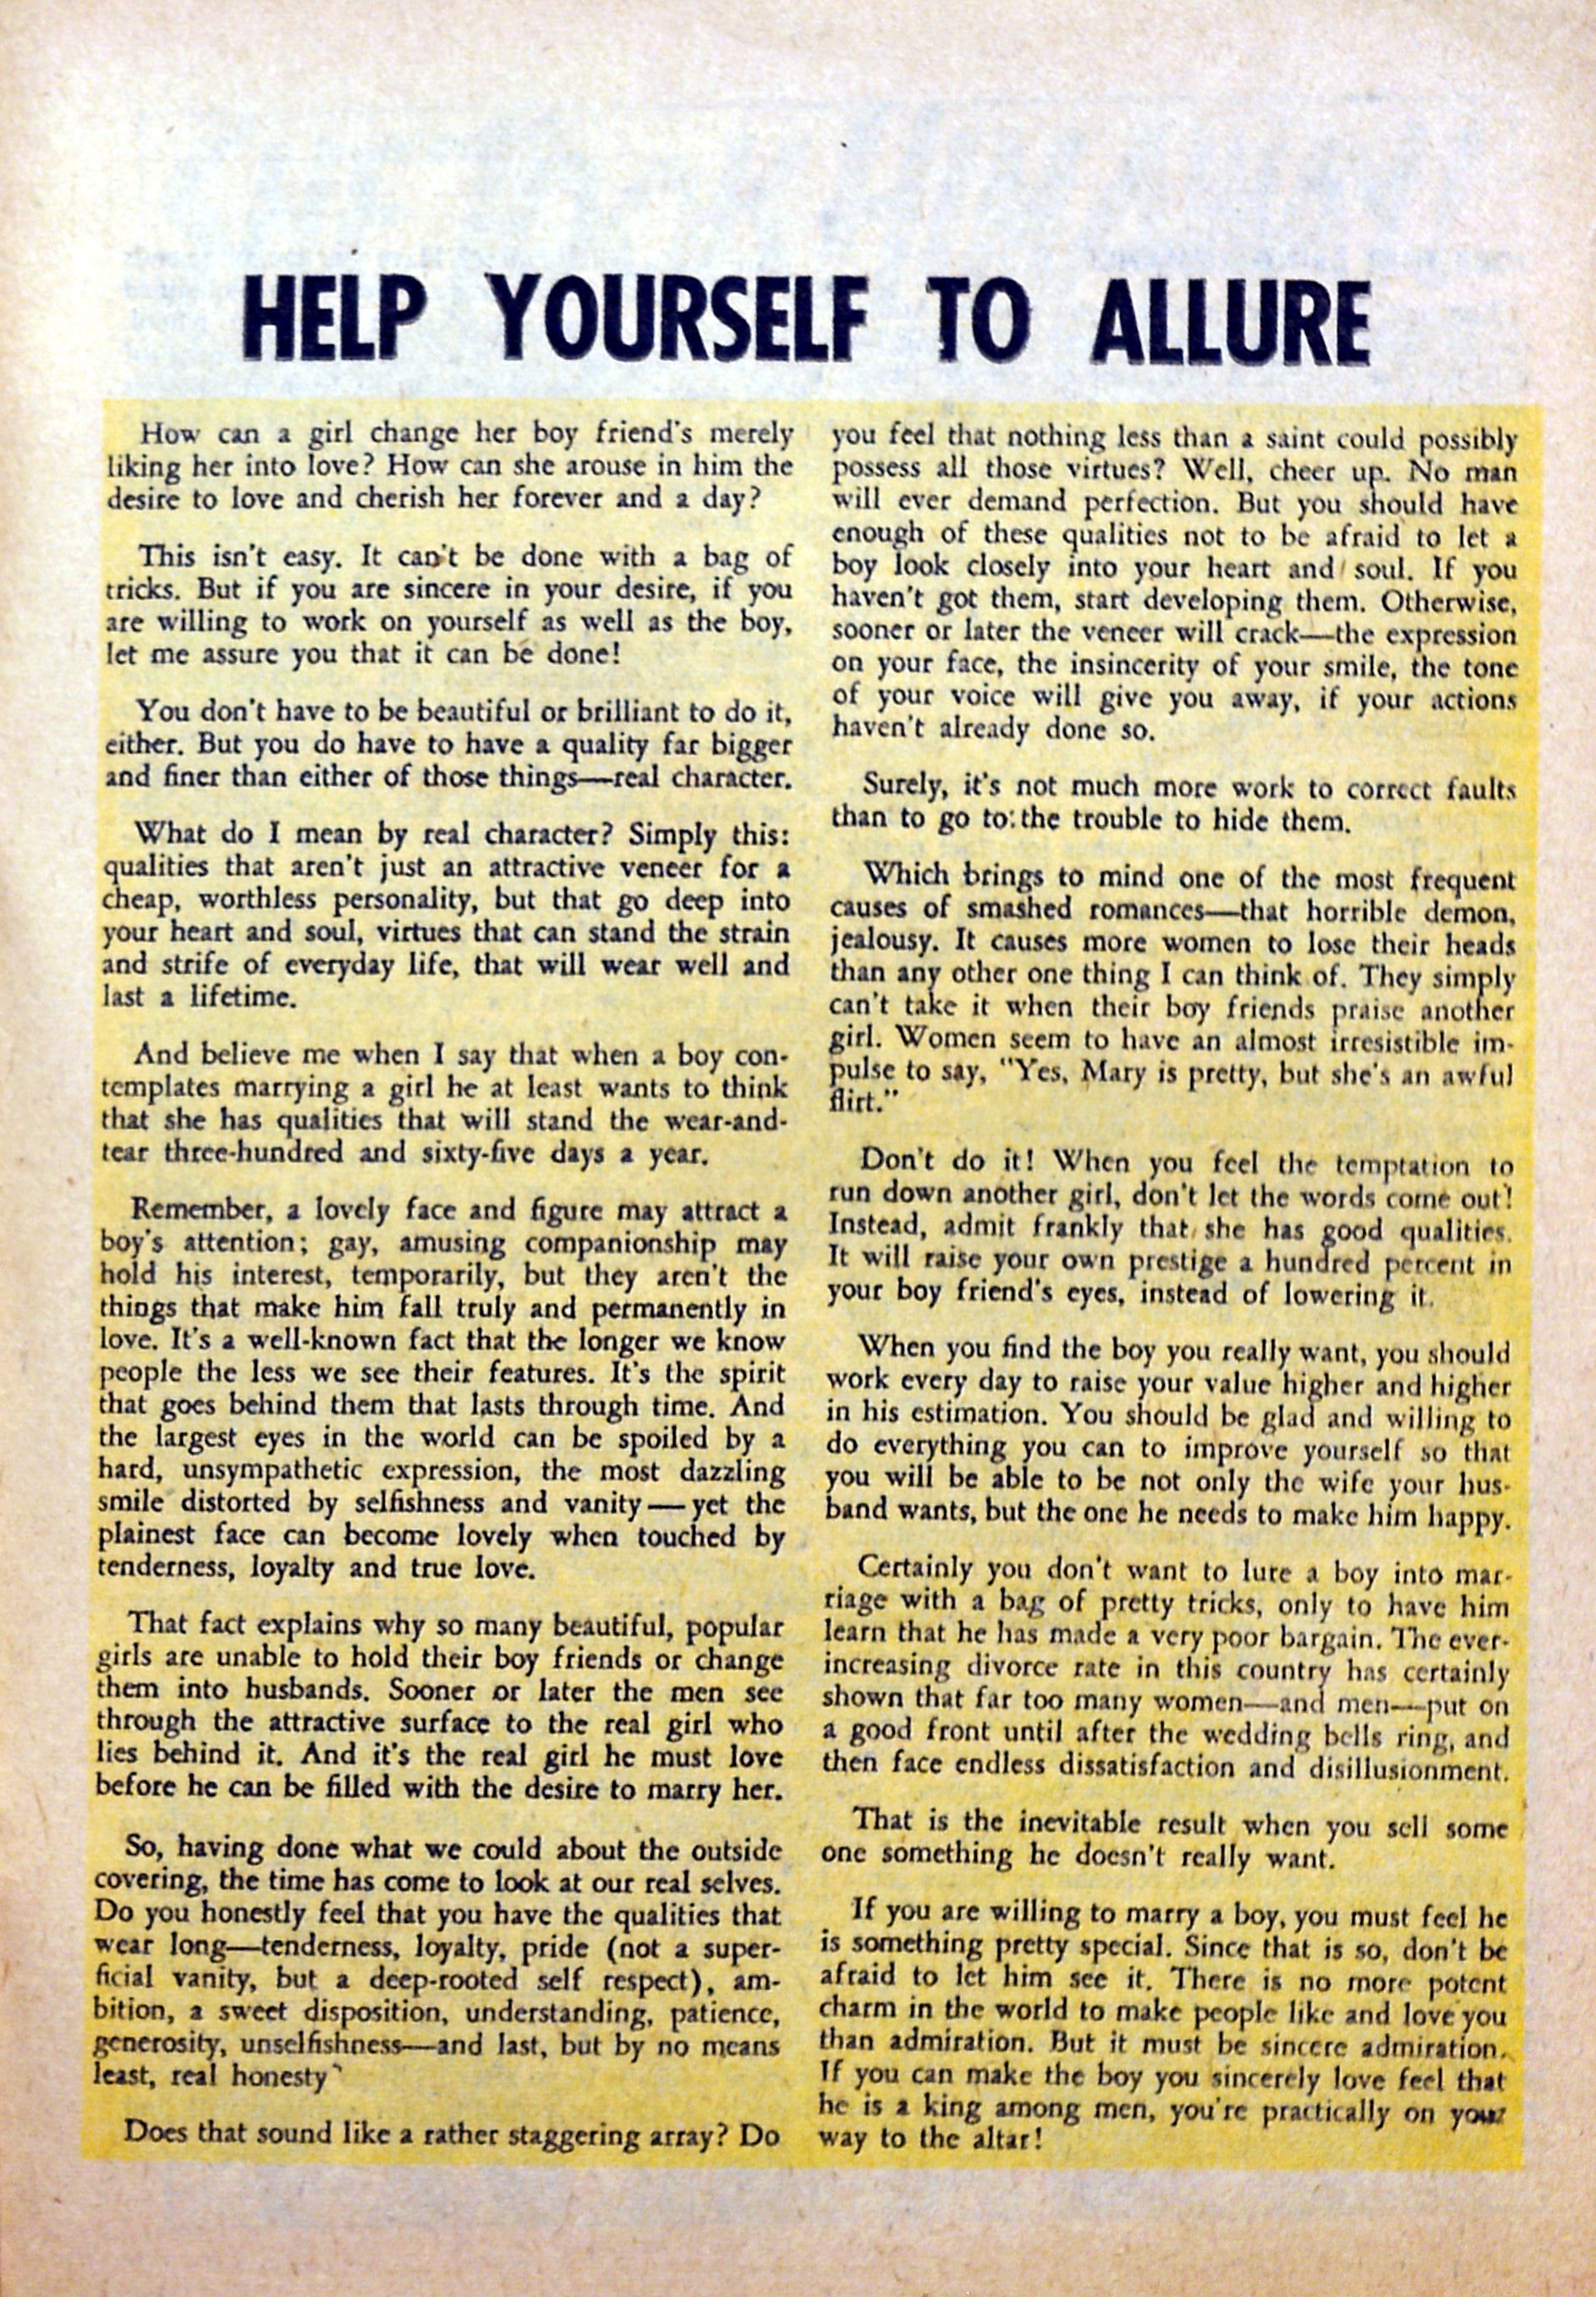 HELP YOURSELF TO ALLURE
How can a girl change her boy friend's merely
liking her into love? How can she arouse in him the
desire to love and cherish her forever and a day?
This isn't easy. It can't be done with a bag of
tricks. But if you are sincere in your desire, if you
are willing to work on yourself as well as the boy,
let me assure you that it can be done!
You don't have to be beautiful or brilliant to do it,
either. But you do have to have a quality far bigger
and finer than either of those things—real character.
What do I mean by real character? Simply this:
qualities that aren't just an attractive veneer for a
cheap, worthless personality, but that go deep into
your heart and soul, virtues that can stand the strain
and strife of everyday life, that will wear well and
last a lifetime.
And believe me when I say that when a boy con-
templates marrying a girl he at least wants to think
that she has qualities that will stand the wear-and-
tear three-hundred and sixty-five days a year.
Remember, a lovely face and figure may attract a
boy's attention; gay, amusing companionship may
hold his interest, temporarily, but they aren't the
things that make him fall truly and permanently in
love. It's a well-known fact that the longer we know
people the less we see their features. It's the spirit
that goes behind them that lasts through time. And
the largest eyes in the world can be spoiled by a
hard, unsympathetic expression, the most dazzling
smile distorted by selfishness and vanity—yet the
plainest face can become lovely when touched by
tenderness, loyalty and true love.
That fact explains why so many beautiful, popular
girls are unable to hold their boy friends or change
them into husbands. Sooner or later the men see
through the attractive surface to the real girl who
lies behind it. And it's the real girl he must love
before he can be filled with the desire to marry her.
So, having done what we could about the outside
covering, the time has come to look at our real selves.
Do you honestly feel that you have the qualities that
wear long—tenderness, loyalty, pride (not a super-
ficial vanity, but a deep-rooted self respect), am-
bition, a sweet disposition, understanding, patience,
generosity, unselfishness—and last, but by no means
least, real honesty
Does that sound like a rather staggering array? Do
you feel that nothing less than a saint could possibly
possess all those virtues? Well, cheer up. No man
will ever demand perfection. But you should have
enough of these qualities not to be afraid to let a
boy look closely into your heart and soul. If you
haven't got them, start developing them. Otherwise,
sooner or later the veneer will crack—the expression
on your face, the insincerity of your smile, the tone
of your voice will give you away, if your actions
haven't already done so.
Surely, it's not much more work to correct faults
than to go to the trouble to hide them.
Which brings to mind one of the most frequent
causes of smashed romances—that horrible demon,
jealousy. It causes more women to lose their heads
than any other one thing I can think of. They simply
can't take it when their boy friends praise another
girl. Women seem to have an almost irresistible im-
pulse to say, "Yes, Mary is pretty, but she's an awful
flirt."
Don't do it! When you feel the temptation to
run down another girl, don't let the words come out!
Instead, admit frankly that she has good qualities.
It will raise your own prestige a hundred percent in
your boy friend's eyes, instead of lowering it.
When you find the boy you really want, you should
work every day to raise your value higher and higher
in his estimation. You should be glad and willing to
do everything you can to improve yourself so that
you will be able to be not only the wife your hus-
band wants, but the one he needs to make him happy.
Certainly you don't want to lure a boy into mar-
riage with a bag of pretty tricks, only to have him
learn that he has made a very poor bargain. The ever-
increasing divorce rate in this country has certainly
shown that far too many women—and men—put on
a good front until after the wedding bells ring, and
then face endless dissatisfaction and disillusionment.
That is the inevitable result when you sell some
one something he doesn't really want.
If you are willing to marry a boy, you must feel he
is something pretty special. Since that is so, don't be
afraid to let him see it. There is no more potent
charm in the world to make people like and love you
than admiration. But it must be sincere admiration.
If you can make the boy you sincerely love feel that
he is a king among men, you're practically on your
way to the altar!